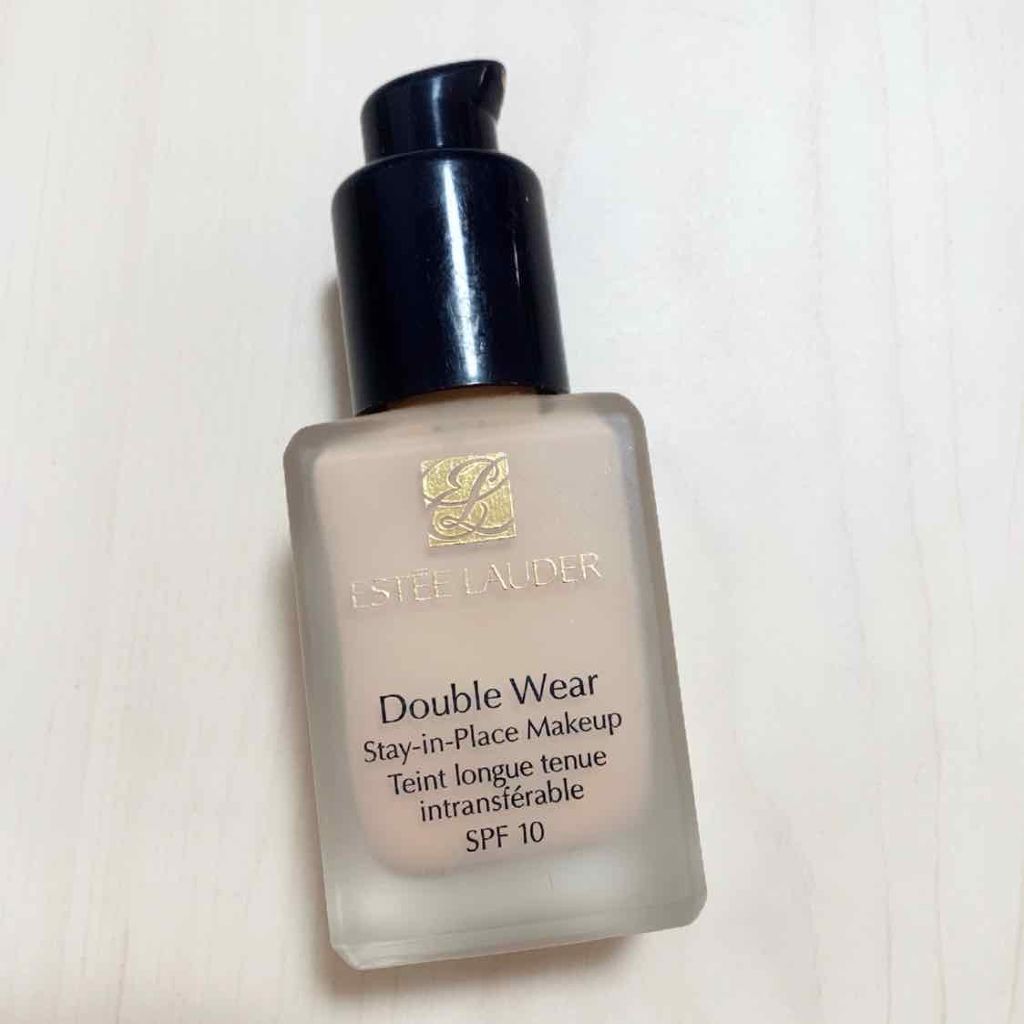 ESTĒE LAUDER
Double Wear
Stay-in-Place Makeup
Teint longue tenue
intransférable
SPF 10